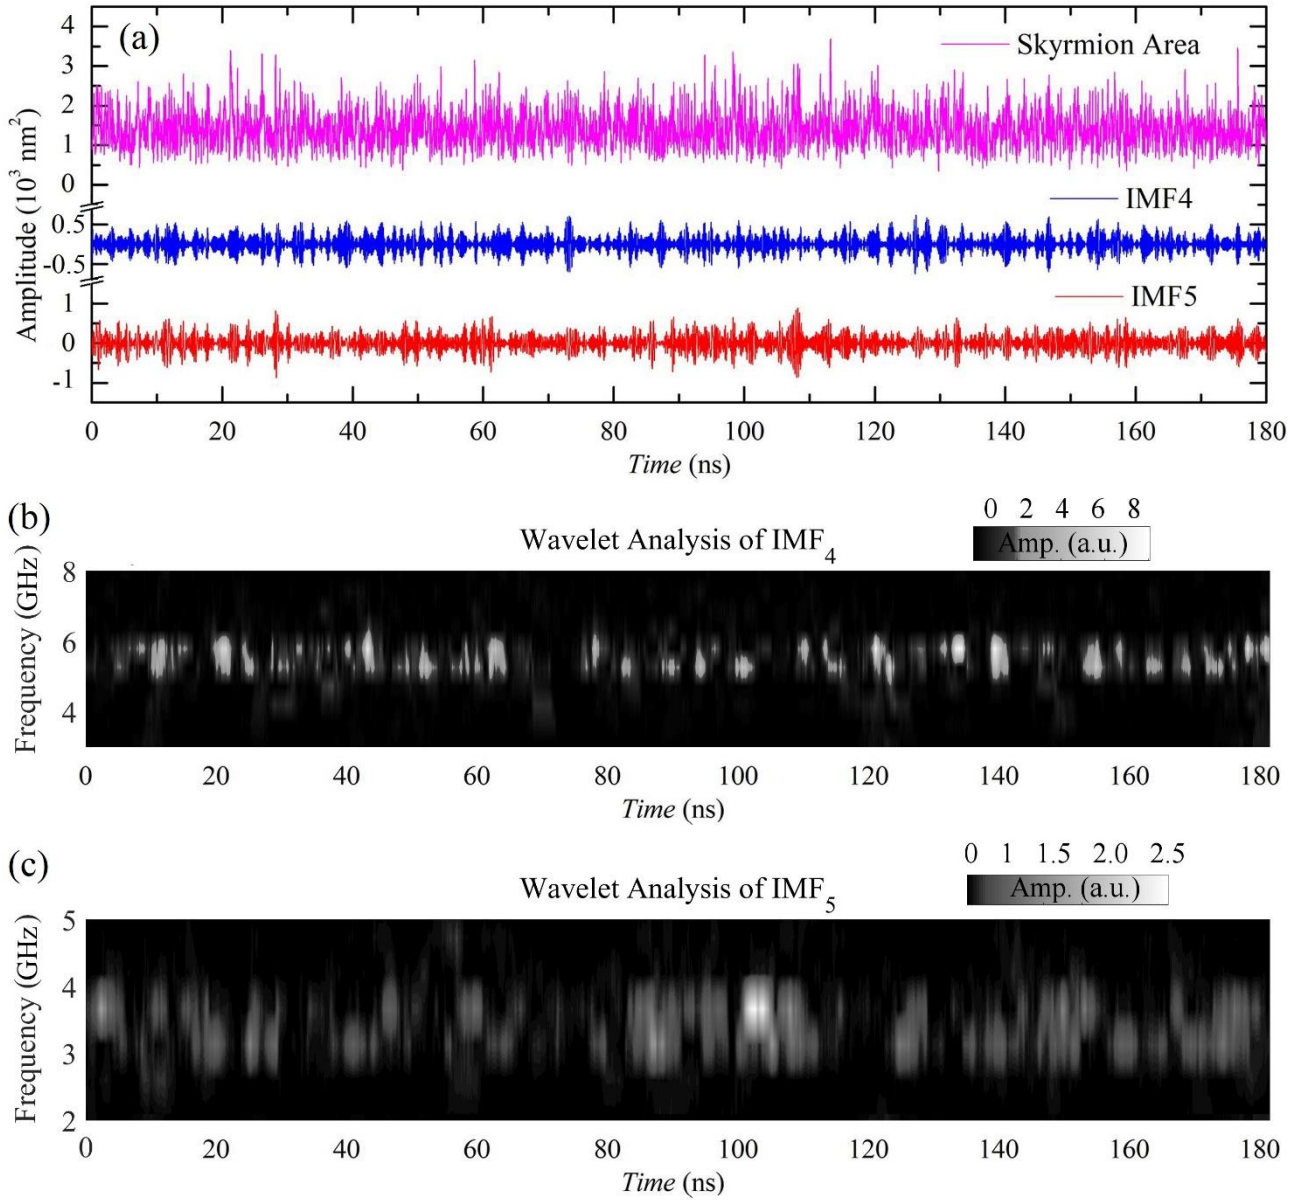 (a)
Skyrmion Area
IMF4
IMF5
Amplitude (10³ nm²)
4
3
2
1
0
0.5
-0.5
1
0
-1
0 20 40 60 80 100 120 140 160 180
Time (ns)
(b)
Wavelet Analysis of IMF₄
0 2 4 6 8
Amp. (a.u.)
Frequency (GHz)
8
6
4
0 20 40 60 80 100 120 140 160 180
Time (ns)
(c)
Wavelet Analysis of IMF₅
0 1 1.5 2.0 2.5
Amp. (a.u.)
Frequency (GHz)
5
4
3
2
0 20 40 60 80 100 120 140 160 180
Time (ns)